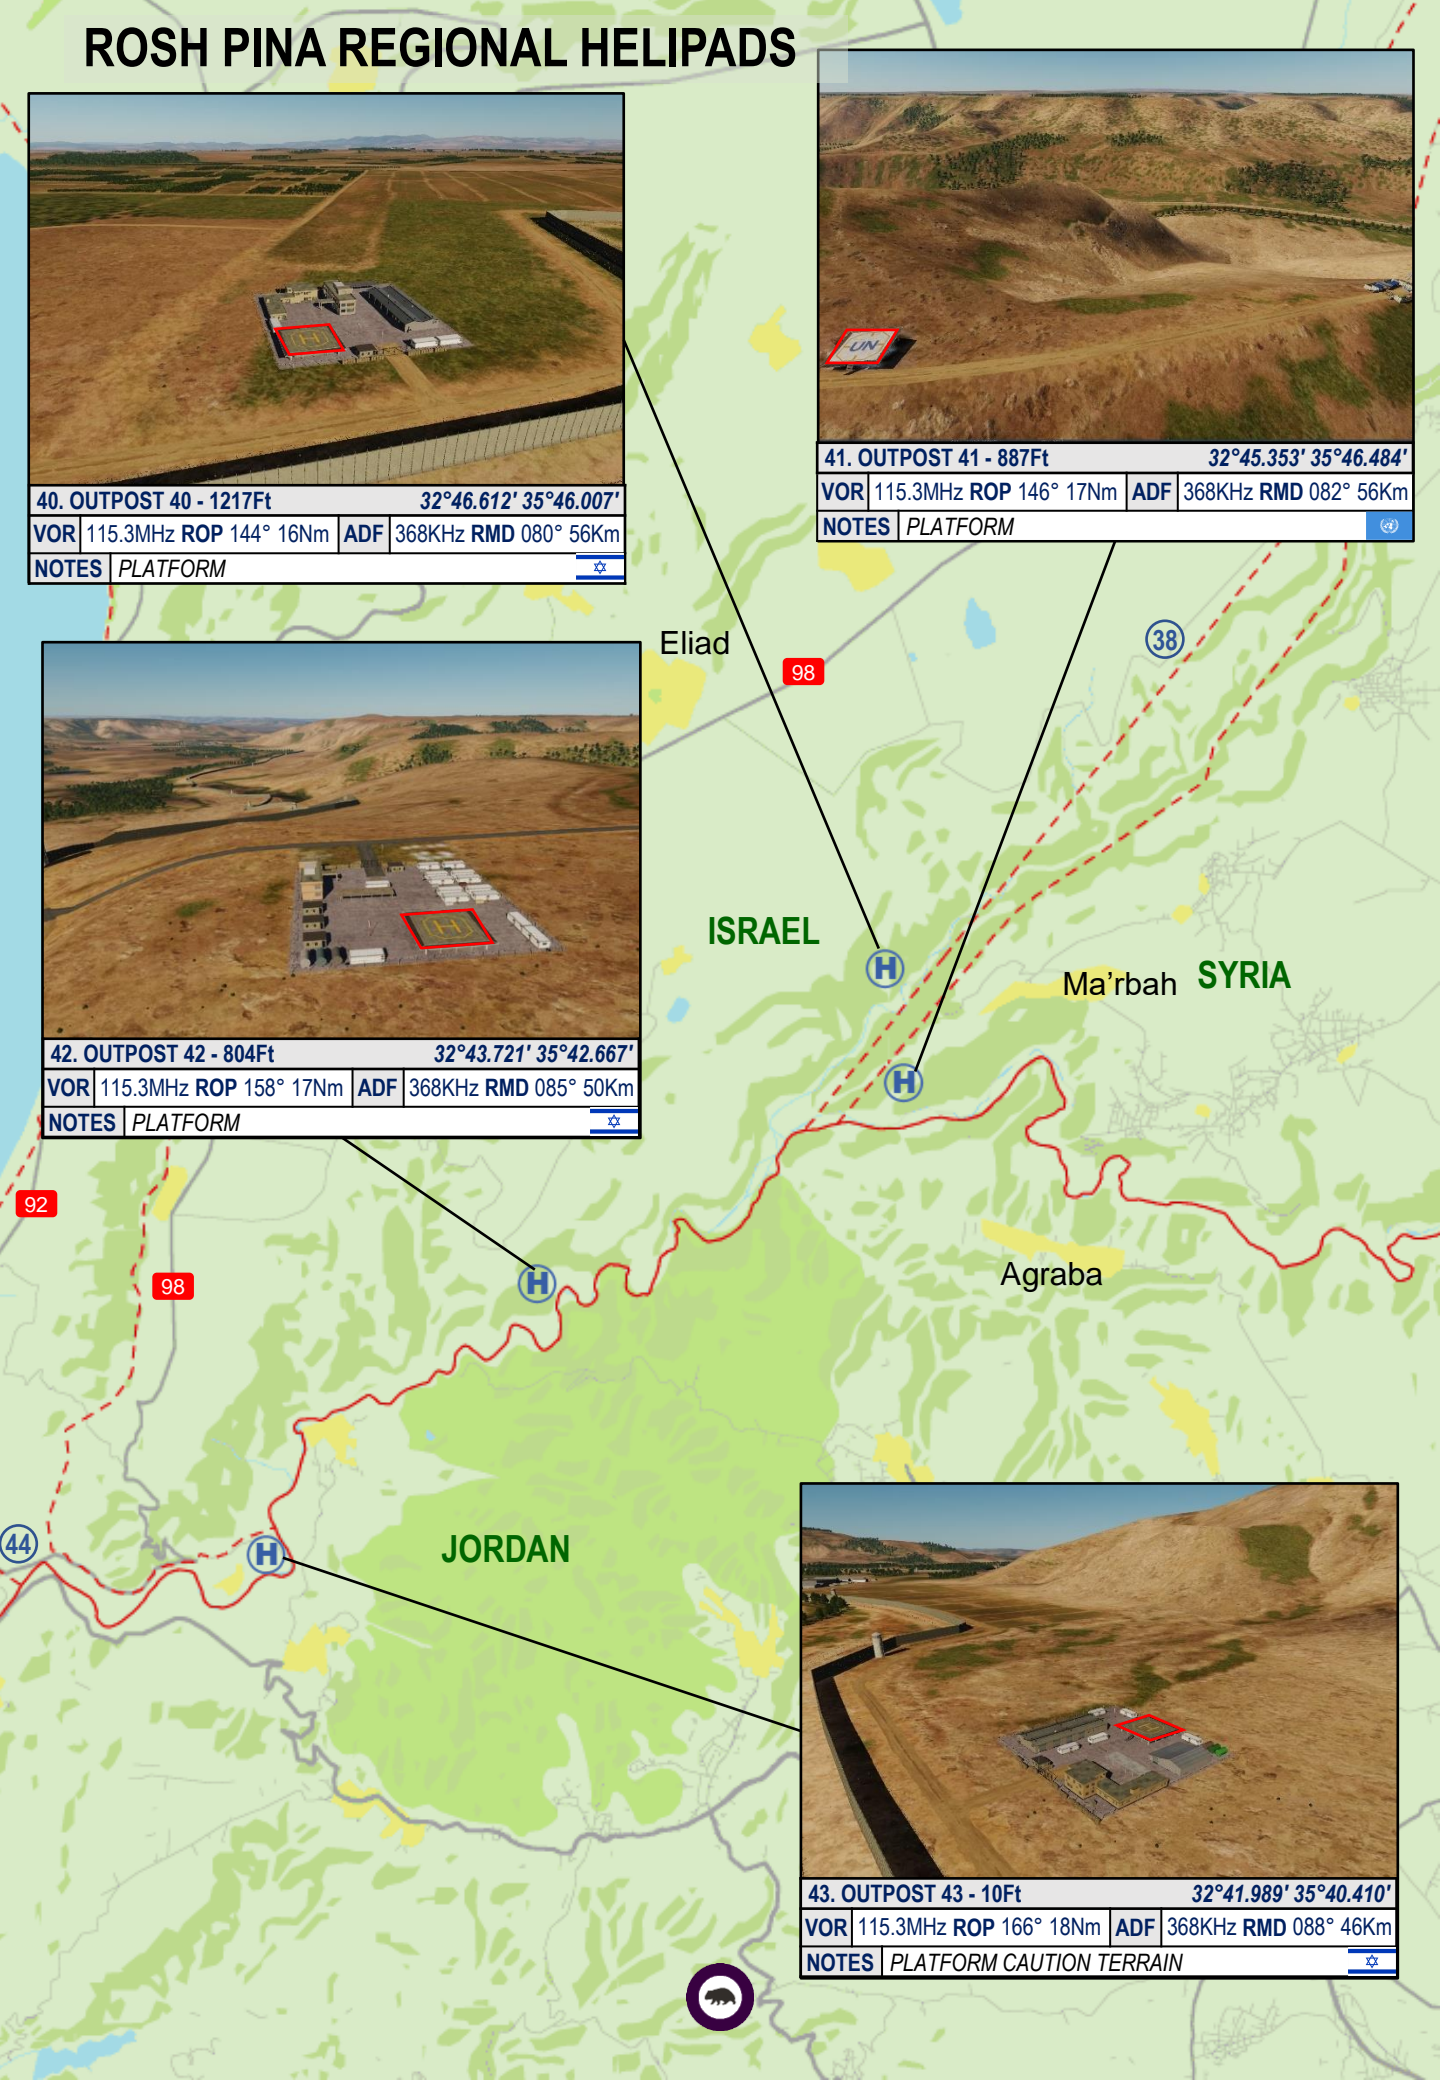 ROSH PINA REGIONAL HELIPADS
H
40. OUTPOST 40 - 1217Ft 32°46.612' 35°46.007'
VOR 115.3MHz ROP 144° 16Nm ADF 368KHz RMD 080° 56Km
NOTES PLATFORM
UN
41. OUTPOST 41 - 887Ft 32°45.353' 35°46.484'
VOR 115.3MHz ROP 146° 17Nm ADF 368KHz RMD 082° 56Km
NOTES PLATFORM
Eliad
98
38
H
42. OUTPOST 42 - 804Ft 32°43.721' 35°42.667'
VOR 115.3MHz ROP 158° 17Nm ADF 368KHz RMD 085° 50Km
NOTES PLATFORM
ISRAEL
H
Ma'rbah SYRIA
H
92
98
H
Agraba
44
H
JORDAN
H
43. OUTPOST 43 - 10Ft 32°41.989' 35°40.410'
VOR 115.3MHz ROP 166° 18Nm ADF 368KHz RMD 088° 46Km
NOTES PLATFORM CAUTION TERRAIN